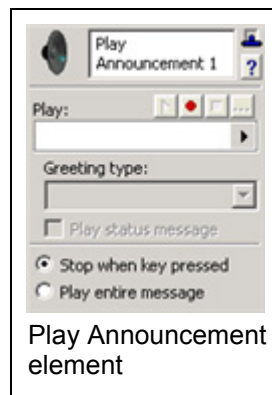 Play
Announcement 1
?
Play:
...
Greeting type:
Play status message
Stop when key pressed
Play entire message
Play Announcement
element